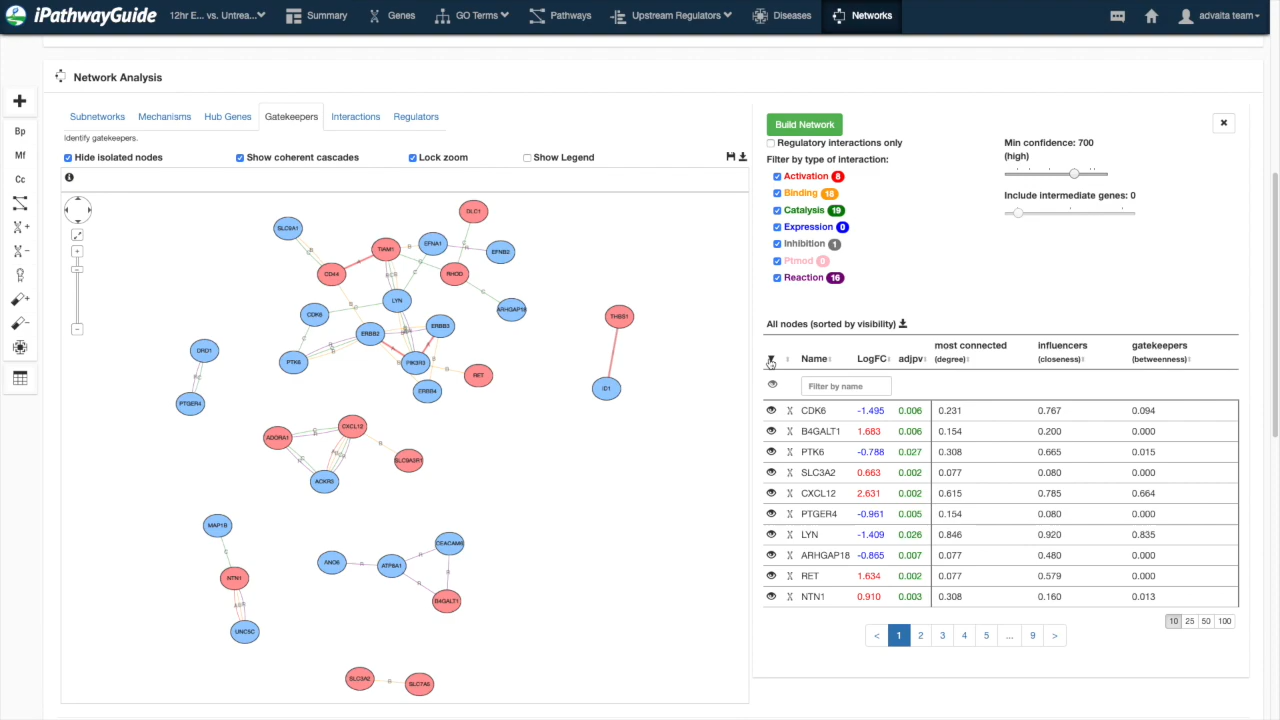 iPathwayGuide
12hr E... vs. Untrea...
Summary
Genes
GO Terms
Pathways
Upstream Regulators
Diseases
Networks
advaita team
Network Analysis
Bp
Mf
Cc
Subnetworks
Mechanisms
Hub Genes
Gatekeepers
Interactions
Regulators
Identify gatekeepers.
Hide isolated nodes
Show coherent cascades
Lock zoom
Show Legend
DLC1
SLC9A1
TIAM1
EFNA1
EFNB2
CD44
RHOD
LYN
ARHGAP18
CDK6
THBS1
ERBB2
ERBB3
DRD1
PTK6
PIK3R3
RET
ID1
ERBB4
PTGER4
CXCL12
ADORA1
SLC9A3R1
ACKR3
MAP1B
CEACAM6
ANO6
ATP8A1
NTN1
B4GALT1
UNC5C
SLC3A2
SLC7A5
Build Network
Regulatory interactions only
Filter by type of interaction:
Activation 8
Binding 18
Catalysis 19
Expression 0
Inhibition 1
Ptmod 0
Reaction 16
Min confidence: 700
(high)
Include intermediate genes: 0
All nodes (sorted by visibility)
Name LogFC adjpv most connected (degree) influencers (closeness) gatekeepers (betweenness)
Filter by name
CDK6 -1.495 0.006 0.231 0.767 0.094
B4GALT1 1.683 0.006 0.154 0.200 0.000
PTK6 -0.788 0.027 0.308 0.665 0.015
SLC3A2 0.663 0.002 0.077 0.080 0.000
CXCL12 2.631 0.002 0.615 0.785 0.664
PTGER4 -0.961 0.005 0.154 0.080 0.000
LYN -1.409 0.026 0.846 0.920 0.835
ARHGAP18 -0.865 0.007 0.077 0.480 0.000
RET 1.634 0.002 0.077 0.579 0.000
NTN1 0.910 0.003 0.308 0.160 0.013
10 25 50 100
< 1 2 3 4 5 ... 9 >